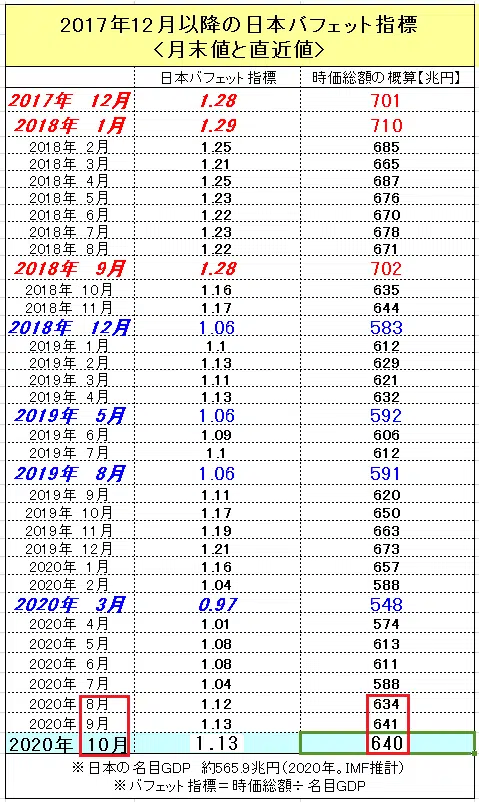 2017年12月以降の日本バフェット指標
<月末値と直近値>
日本バフェット指標 時価総額の概算【兆円】
2017年 12月 1.28 701
2018年 1月 1.29 710
2018年 2月 1.25 685
2018年 3月 1.21 665
2018年 4月 1.25 687
2018年 5月 1.23 676
2018年 6月 1.22 670
2018年 7月 1.23 678
2018年 8月 1.22 671
2018年 9月 1.28 702
2018年 10月 1.16 635
2018年 11月 1.17 644
2018年 12月 1.06 583
2019年 1月 1.1 612
2019年 2月 1.13 629
2019年 3月 1.11 621
2019年 4月 1.13 632
2019年 5月 1.06 592
2019年 6月 1.09 606
2019年 7月 1.1 612
2019年 8月 1.06 591
2019年 9月 1.11 620
2019年 10月 1.17 650
2019年 11月 1.19 663
2019年 12月 1.21 673
2020年 1月 1.16 657
2020年 2月 1.04 588
2020年 3月 0.97 548
2020年 4月 1.01 574
2020年 5月 1.08 613
2020年 6月 1.08 611
2020年 7月 1.04 588
2020年 8月 1.12 634
2020年 9月 1.13 641
2020年 10月 1.13 640
※日本の名目GDP 約565.9兆円(2020年。IMF推計)
※バフェット指標=時価総額÷名目GDP